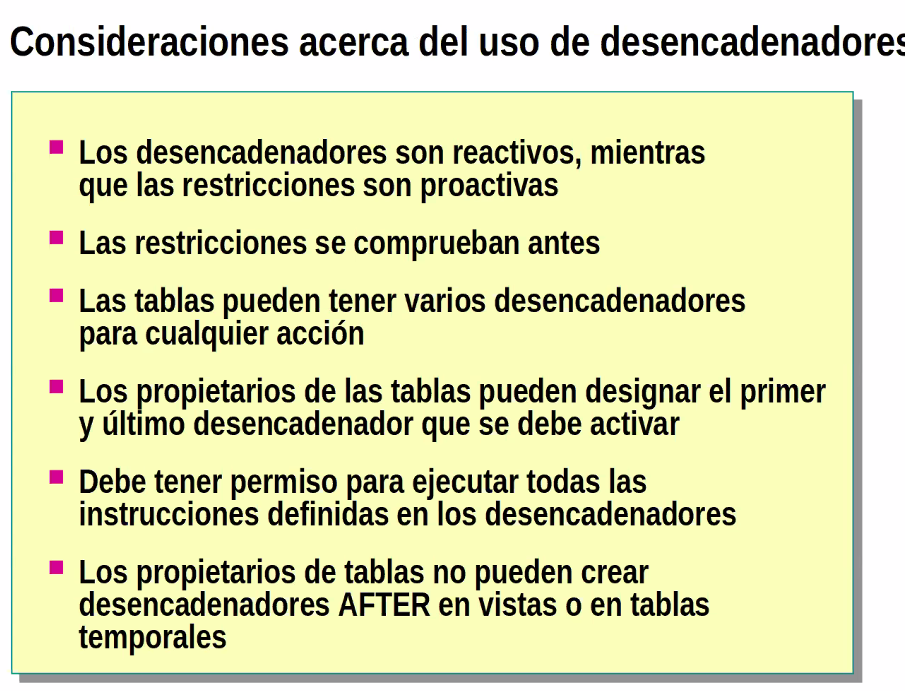 Consideraciones acerca del uso de desencadenadores
Los desencadenadores son reactivos, mientras
que las restricciones son proactivas
Las restricciones se comprueban antes
Las tablas pueden tener varios desencadenadores
para cualquier acción
Los propietarios de las tablas pueden designar el primer
y último desencadenador que se debe activar
Debe tener permiso para ejecutar todas las
instrucciones definidas en los desencadenadores
Los propietarios de tablas no pueden crear
desencadenadores AFTER en vistas o en tablas
temporales